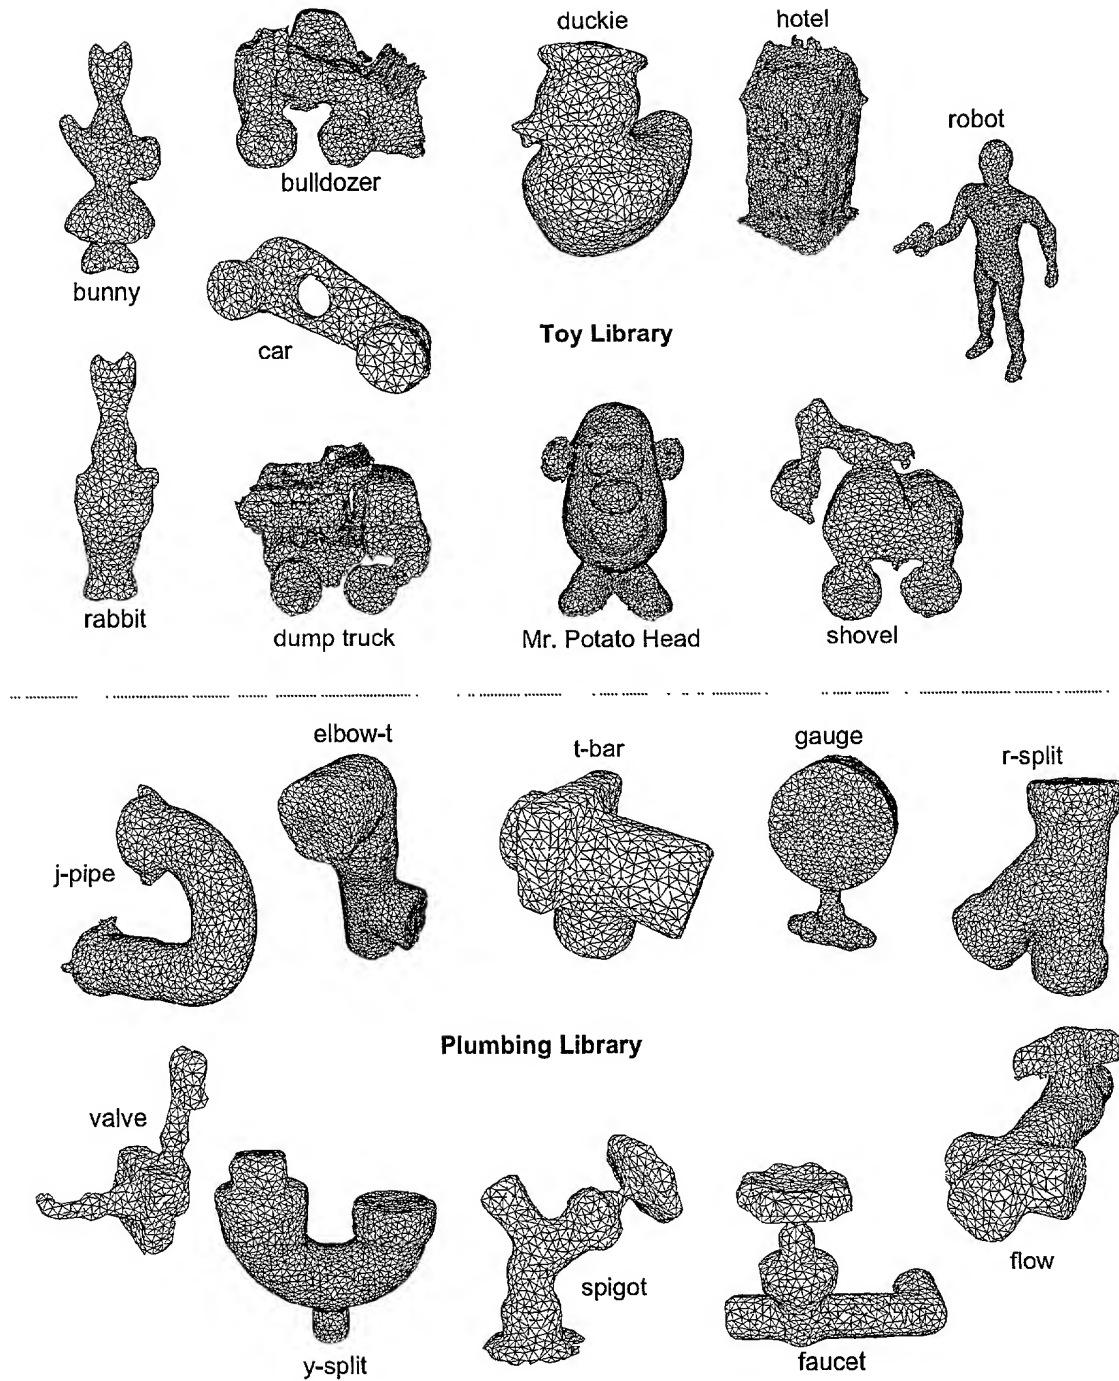 duckie
hotel
robot
bulldozer
bunny
car
Toy Library
rabbit
dump truck
Mr. Potato Head
shovel
elbow-t
t-bar
gauge
r-split
j-pipe
Plumbing Library
valve
flow
spigot
faucet
y-split